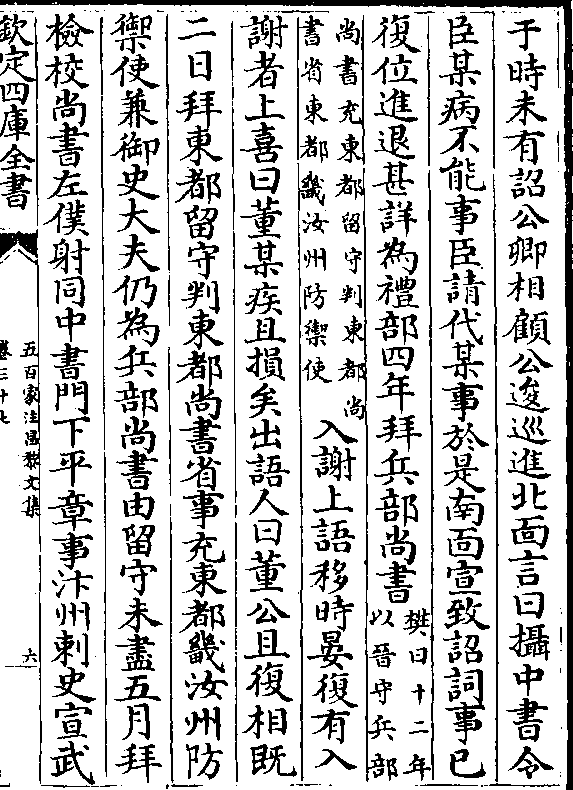 于時未有詔公卿相顧公逡巡進北面言曰攝中書令
臣某病不能事臣請代某事於是南面宣致詔詞事已
復位進退甚詳為禮部四年拜兵部尚書
樊曰十二年
以晉守兵部
尚書充東都留守判東都尚
書省東都畿汝州防禦使
入謝上語移時晏復有入
謝者上喜曰董某疾且損矣出語人曰董公且復相既
二日拜東都留守判東都尚書省事充東都畿汝州防
禦使兼御史大夫仍為兵部尚書由留守未盡五月拜
檢校尚書左僕射同中書門下平章事汴州刺史宣武
欽定四庫全書
五百家注昌黎文集
卷三十七
六